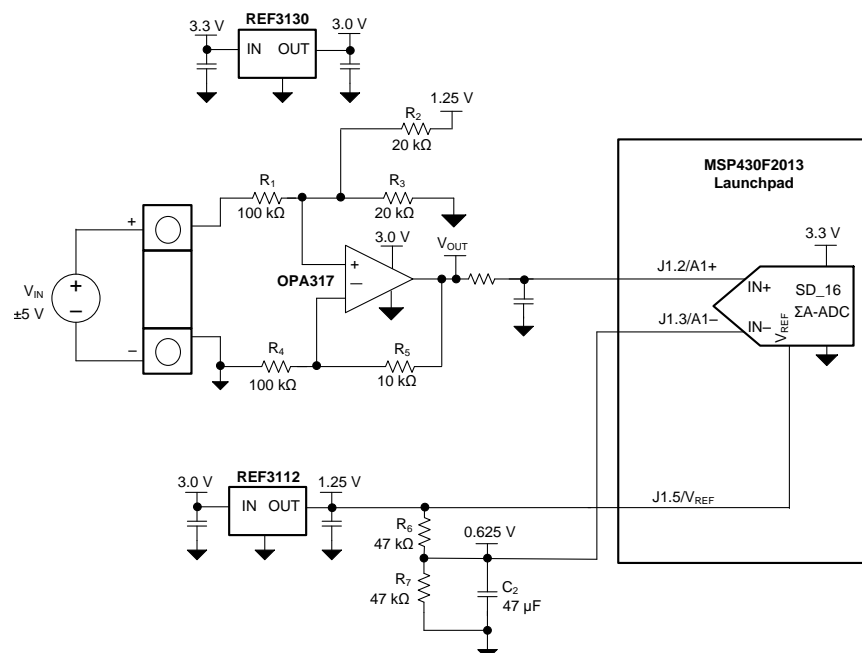 REF3130
3.3 V
3.0 V
IN OUT
1.25 V
R2
20 kΩ
R1
100 kΩ
R3
20 kΩ
MSP430F2013
Launchpad
3.3 V
+
VIN
±5 V
+
−
−
OPA317
+
−
3.0 V
VOUT
J1.2/A1+
IN+
SD_16
ΣA-ADC
J1.3/A1−
IN−
VREF
R4
100 kΩ
R5
10 kΩ
REF3112
3.0 V
1.25 V
IN OUT
J1.5/VREF
R6
47 kΩ
0.625 V
R7
47 kΩ
C2
47 µF